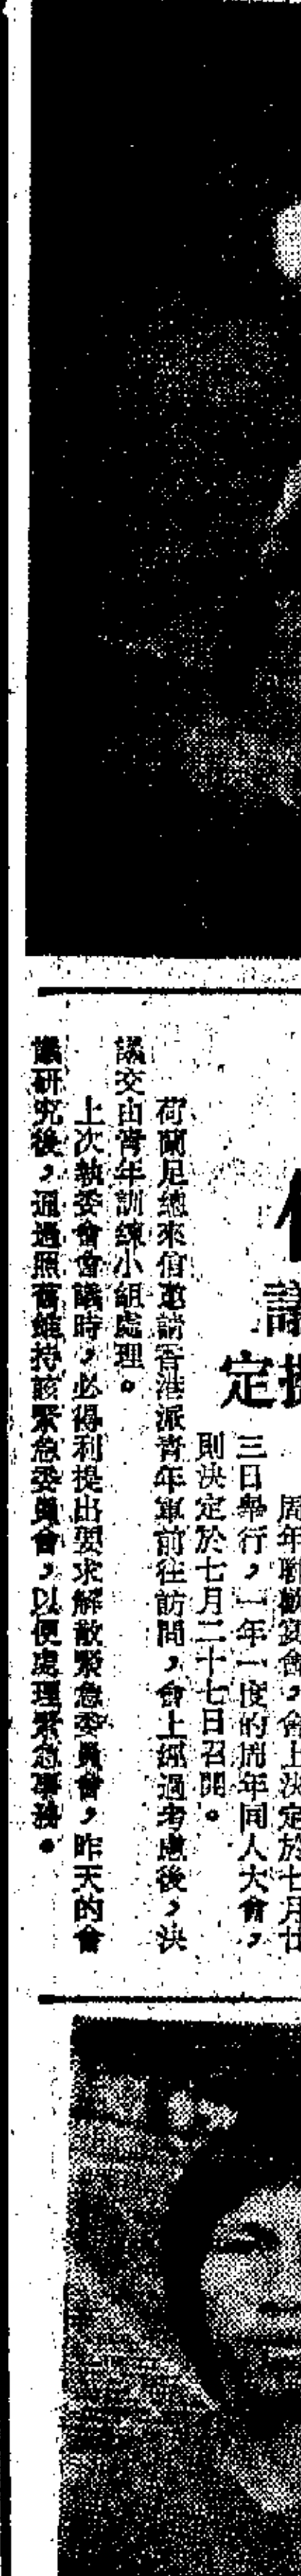 議
定
周年聯歡宴會，會上決定於七月廿
三日舉行，一年一度的周年同人大會，
則決定於七月二十七日召開。
荷蘭尼總來信邀請香港派青年軍前往訪問，會上經過考慮後，決
議交由青年訓練小組處理。
上次執委會會議時，必得利提出要求解散緊急委員會，昨天的會
議研究後，通過照舊維持該緊急委員會，以便處理緊急事務。